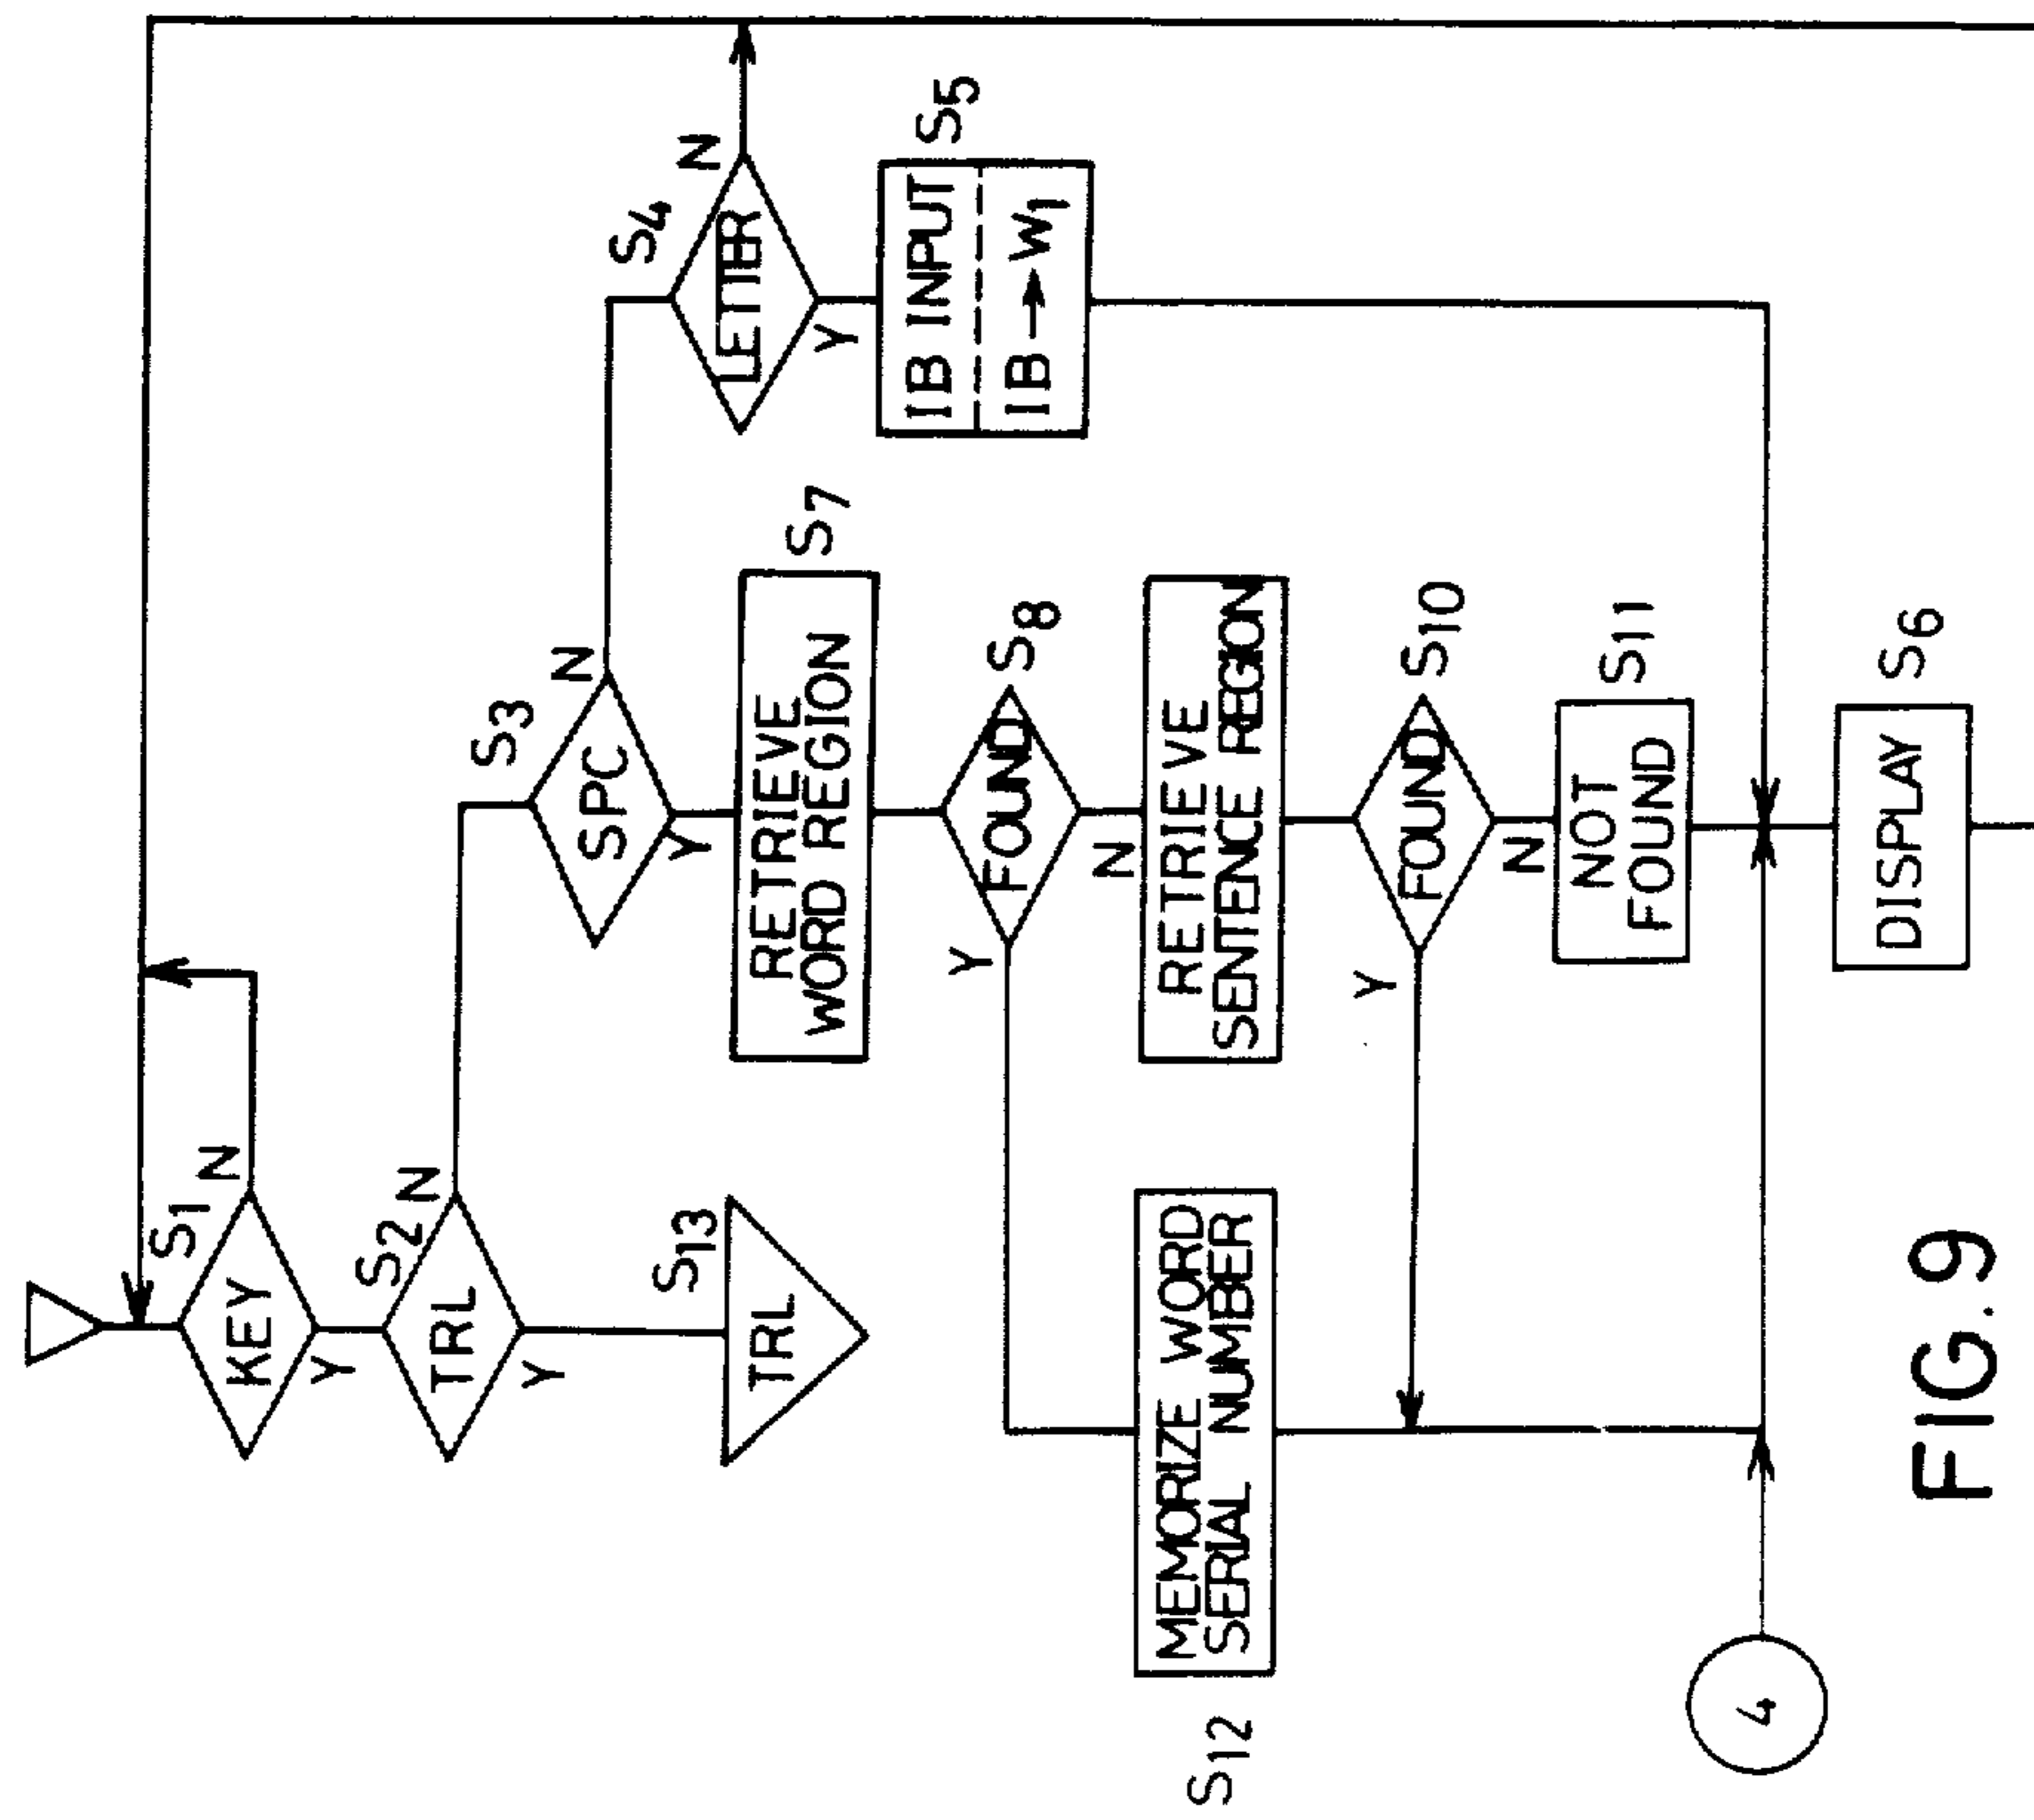 S1
KEY
N
Y
S2
TRL
N
Y
S13
TRL
S3
SPC
N
Y
S4
LETTER
N
Y
S5
IB INPUT
IB → W1
S7
RETRIEVE
WORD REGION
S8
FOUND
Y
N
RETRIEVE
SENTENCE REGION
S10
FOUND
Y
N
S11
NOT
FOUND
S12
MEMORIZE WORD
SERIAL NUMBER
4
S6
DISPLAY
FIG.9